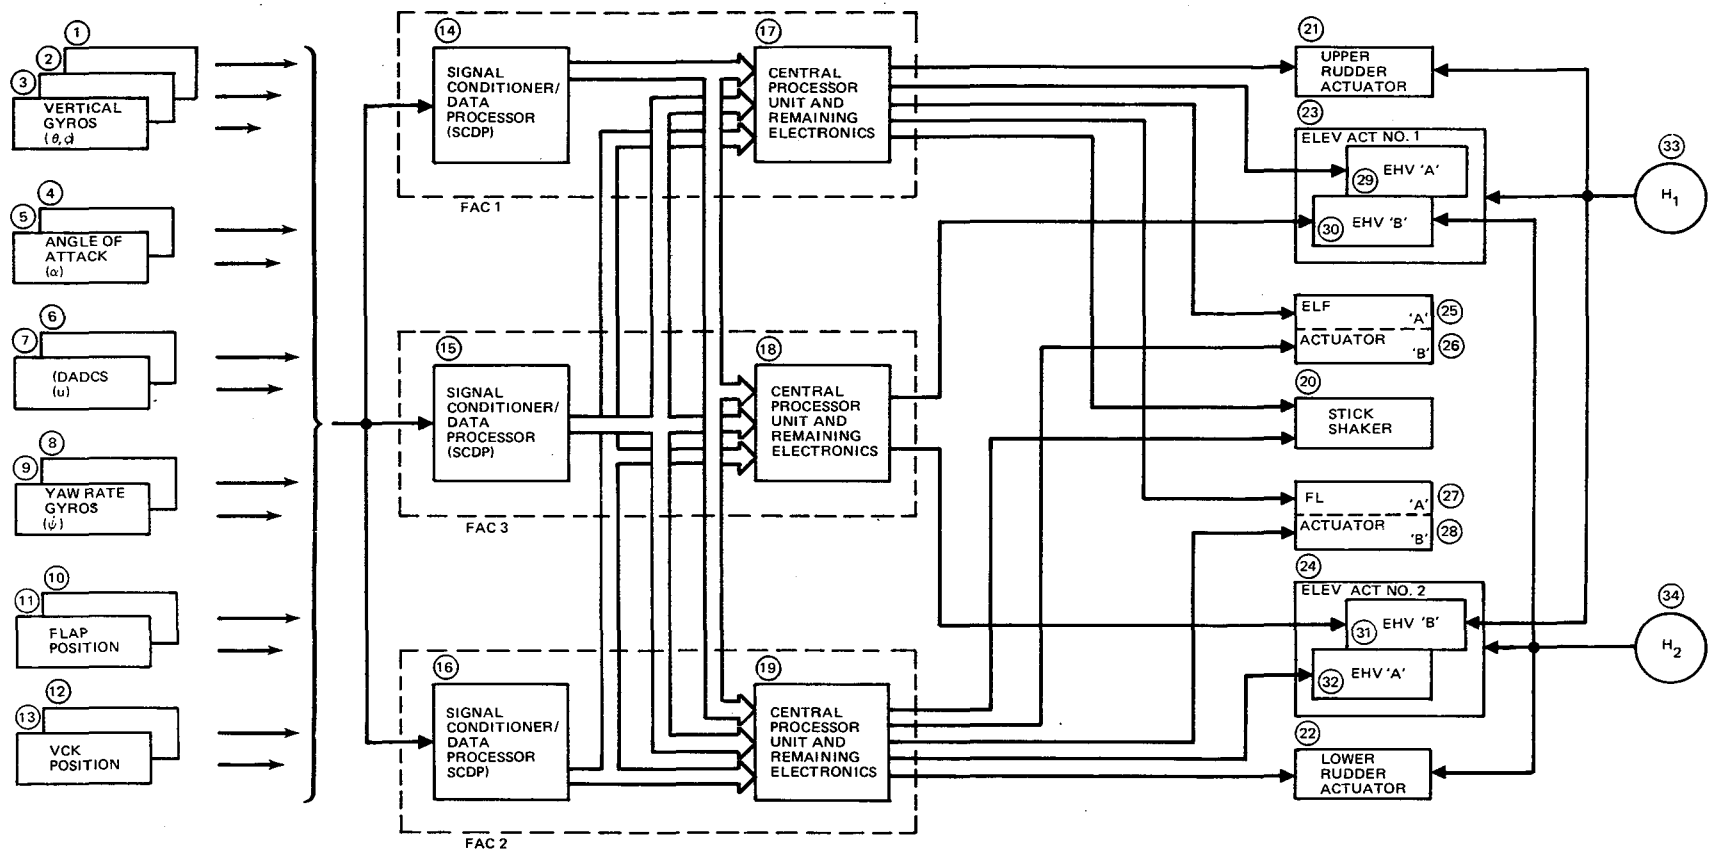 1
2
3
VERTICAL
GYROS
(θ,φ)
4
5
ANGLE OF
ATTACK
(α)
6
7
(DADCS
(u)
8
9
YAW RATE
GYROS
(ψ̇)
10
11
FLAP
POSITION
12
13
VCK
POSITION
14
SIGNAL
CONDITIONER/
DATA
PROCESSOR
(SCDP)
17
CENTRAL
PROCESSOR
UNIT AND
REMAINING
ELECTRONICS
FAC 1
15
SIGNAL
CONDITIONER/
DATA
PROCESSOR
(SCDP)
18
CENTRAL
PROCESSOR
UNIT AND
REMAINING
ELECTRONICS
FAC 3
16
SIGNAL
CONDITIONER/
DATA
PROCESSOR
SCDP)
19
CENTRAL
PROCESSOR
UNIT AND
REMAINING
ELECTRONICS
FAC 2
21
UPPER
RUDDER
ACTUATOR
23
ELEV ACT NO. 1
EHV 'A'
29
EHV 'B'
30
ELF 'A'
25
ACTUATOR 'B'
26
20
STICK
SHAKER
FL 'A'
27
ACTUATOR 'B'
28
24
ELEV ACT NO. 2
EHV 'B'
31
EHV 'A'
32
22
LOWER
RUDDER
ACTUATOR
33
H1
34
H2